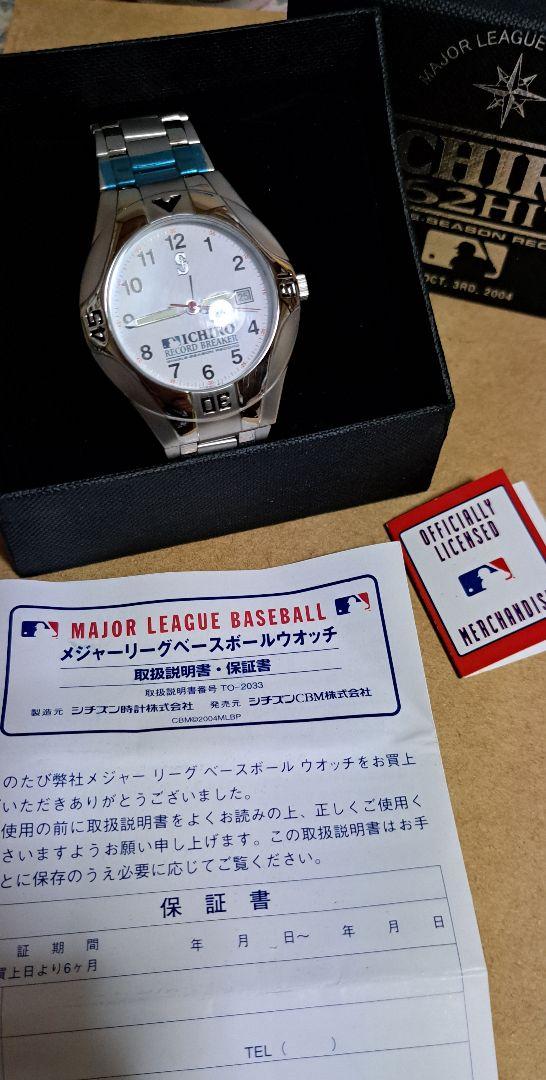 MAJOR LEAGUE
CHIRO
62HI
SEASON REC
OCT. 3RD, 2004
12
1
2
25
4
5
6
7
8
9
10
11
S
ICHIRO
RECORD BREAKER
15
30
45
OFFICIALLY
LICENSED
MERCHANDIS
MAJOR LEAGUE BASEBALL
メジャーリーグベースボールウオッチ
取扱説明書・保証書
取扱説明書番号 TO-2033
製造元 シチズン時計株式会社 発売元 シチズンCBM株式会社
CBM©2004MLBP
のたび弊社メジャー リーグ ベースボール ウオッチをお買上
いただきありがとうございました。
使用の前に取扱説明書をよくお読みの上、正しくご使用く
さいますようお願い申し上げます。この取扱説明書はお手
とに保存のうえ必要に応じてご覧ください。
保証書
証期間 年 月 日〜 年 月 日
買上日より6ヶ月
TEL ( )